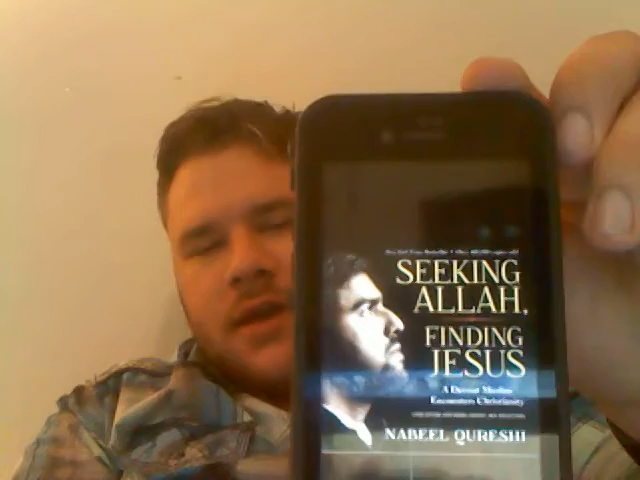 SEEKING
ALLAH,
FINDING
JESUS
A Devout Muslim
Encounters Christianity
NABEEL QURESHI